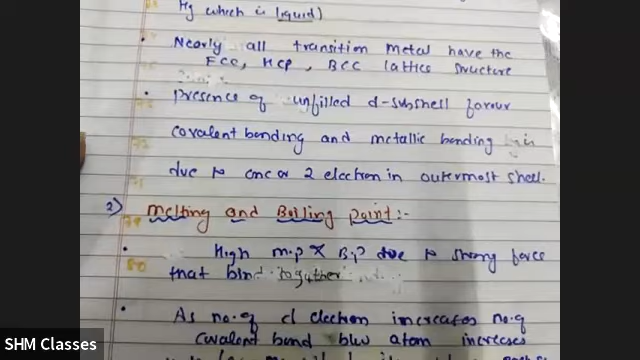 Hg which is liquid)
• Nearly all transition metal have the
FCC, HCP, BCC lattice structure
• Presence of unfilled d-subshell favour
covalent bonding and metallic bonding is
due to one or 2 electron in outermost shell.
2) Melting and Boiling Point:-
• High m.p & B.p due to strong force
that bind together
• As no. of d electron increases no. of
covalent bond b/w atom increases
SHM Classes